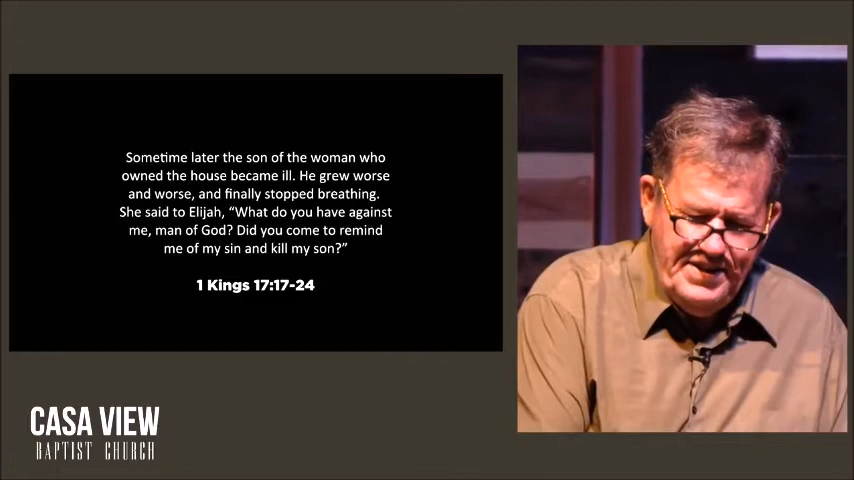 Sometime later the son of the woman who
owned the house became ill. He grew worse
and worse, and finally stopped breathing.
She said to Elijah, “What do you have against
me, man of God? Did you come to remind
me of my sin and kill my son?”
1 Kings 17:17-24
CASA VIEW
BAPTIST CHURCH